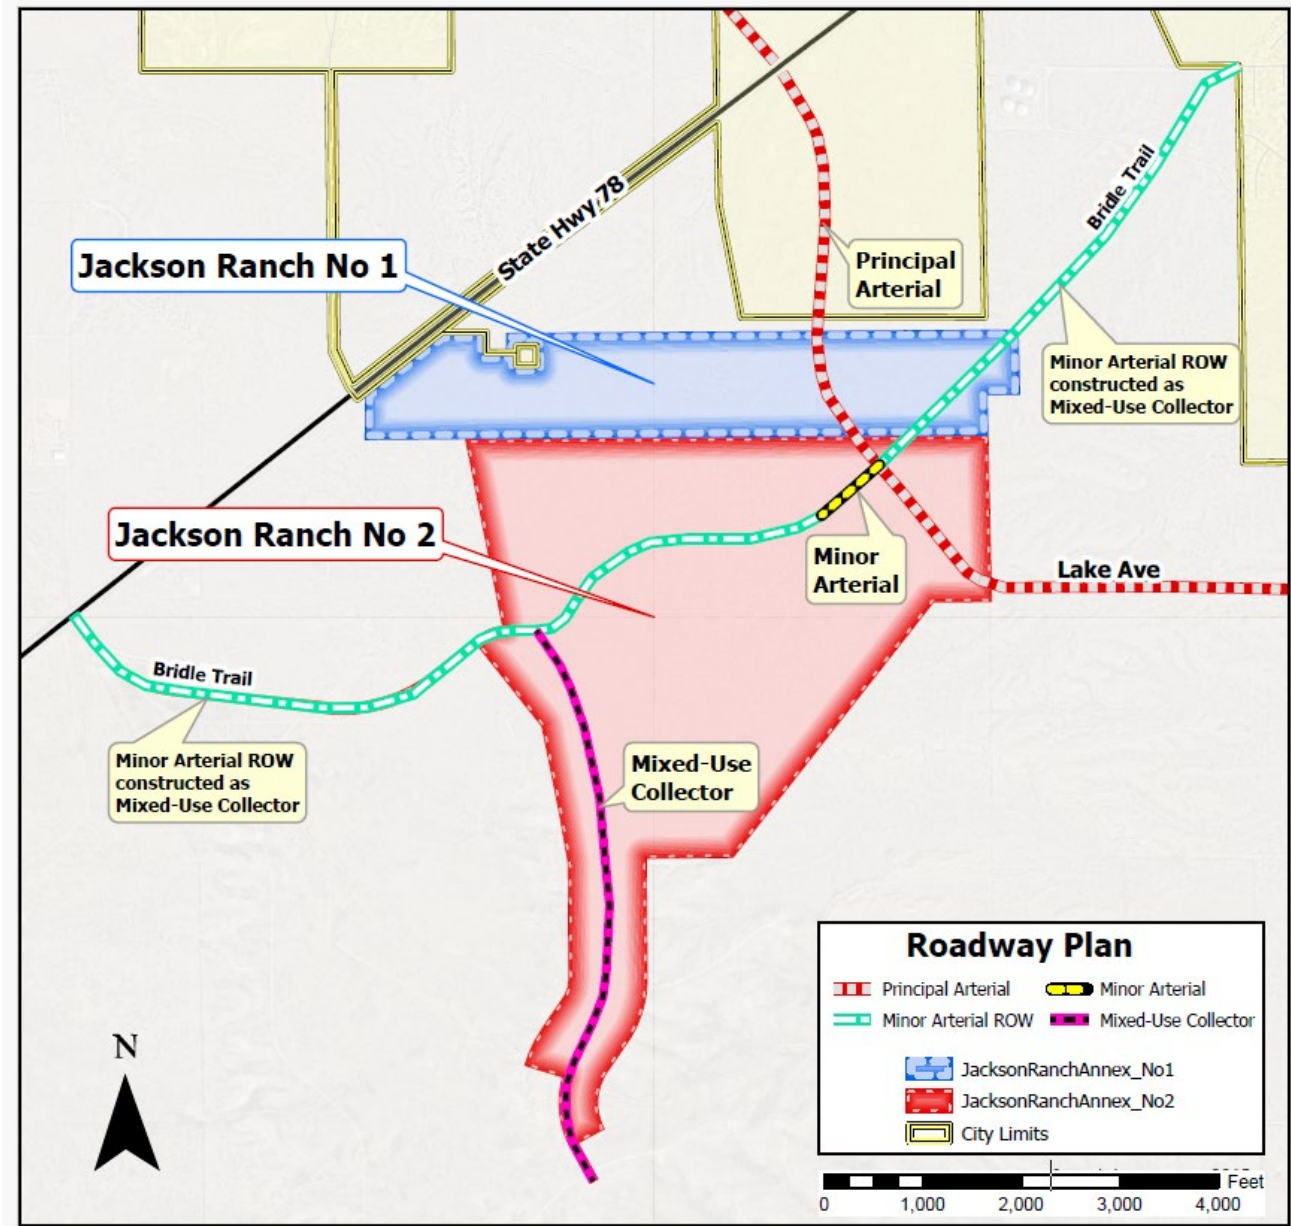 State Hwy 78
Bridle Trail
Jackson Ranch No 1
Principal
Arterial
Minor Arterial ROW
constructed as
Mixed-Use Collector
Jackson Ranch No 2
Minor
Arterial
Lake Ave
Bridle Trail
Minor Arterial ROW
constructed as
Mixed-Use Collector
Mixed-Use
Collector
Roadway Plan
Principal Arterial
Minor Arterial
Minor Arterial ROW
Mixed-Use Collector
JacksonRanchAnnex_No1
JacksonRanchAnnex_No2
City Limits
N
Feet
0 1,000 2,000 3,000 4,000